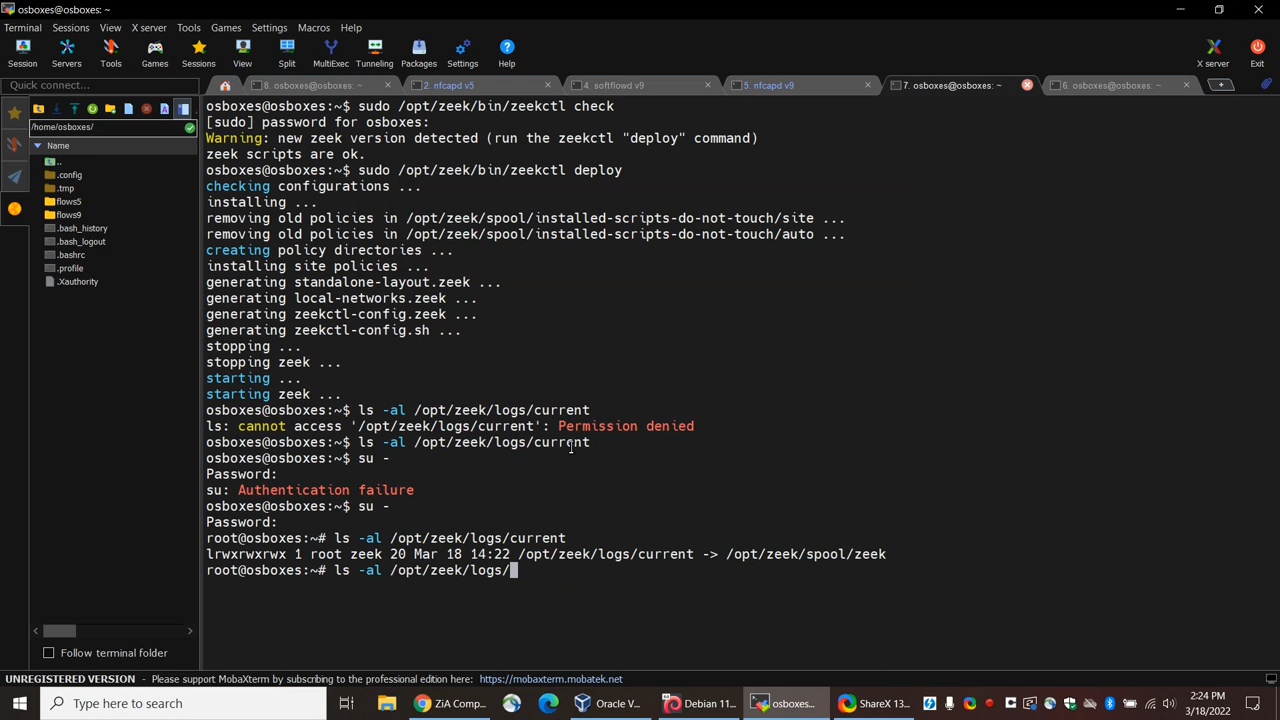 osboxes@osboxes: ~
Terminal Sessions View X server Tools Games Settings Macros Help
Session Servers Tools Games Sessions View Split MultiExec Tunneling Packages Settings Help X server Exit
Quick connect...
8. osboxes@osboxes: ~ 2. nfcapd v5 4. softflowd v9 5. nfcapd v9 7. osboxes@osboxes: ~ 6. osboxes@osboxes: ~
/home/osboxes/
Name
..
.config
.tmp
flows5
flows9
.bash_history
.bash_logout
.bashrc
.profile
.Xauthority
Follow terminal folder
osboxes@osboxes:~$ sudo /opt/zeek/bin/zeekctl check
[sudo] password for osboxes:
Warning: new zeek version detected (run the zeekctl "deploy" command)
zeek scripts are ok.
osboxes@osboxes:~$ sudo /opt/zeek/bin/zeekctl deploy
checking configurations ...
installing ...
removing old policies in /opt/zeek/spool/installed-scripts-do-not-touch/site ...
removing old policies in /opt/zeek/spool/installed-scripts-do-not-touch/auto ...
creating policy directories ...
installing site policies ...
generating standalone-layout.zeek ...
generating local-networks.zeek ...
generating zeekctl-config.zeek ...
generating zeekctl-config.sh ...
stopping ...
stopping zeek ...
starting ...
starting zeek ...
osboxes@osboxes:~$ ls -al /opt/zeek/logs/current
ls: cannot access '/opt/zeek/logs/current': Permission denied
osboxes@osboxes:~$ ls -al /opt/zeek/logs/current
osboxes@osboxes:~$ su -
Password:
su: Authentication failure
osboxes@osboxes:~$ su -
Password:
root@osboxes:~# ls -al /opt/zeek/logs/current
lrwxrwxrwx 1 root zeek 20 Mar 18 14:22 /opt/zeek/logs/current -> /opt/zeek/spool/zeek
root@osboxes:~# ls -al /opt/zeek/logs/
UNREGISTERED VERSION - Please support MobaXterm by subscribing to the professional edition here: https://mobaxterm.mobatek.net
Type here to search
ZiA Comp... Oracle V... Debian 11... osboxes... ShareX 13...
2:24 PM
3/18/2022